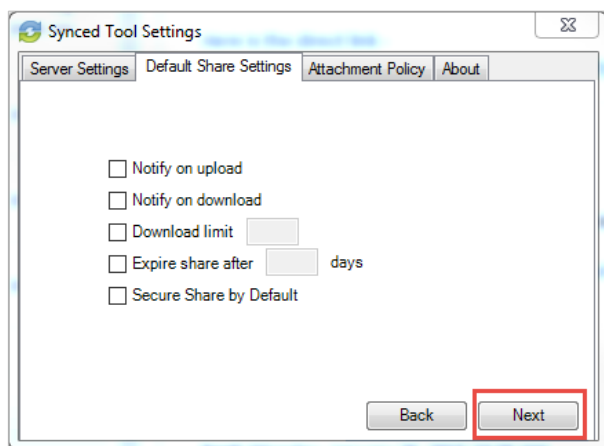 Synced Tool Settings
Server Settings Default Share Settings Attachment Policy About
Notify on upload
Notify on download
Download limit
Expire share after days
Secure Share by Default
Back Next